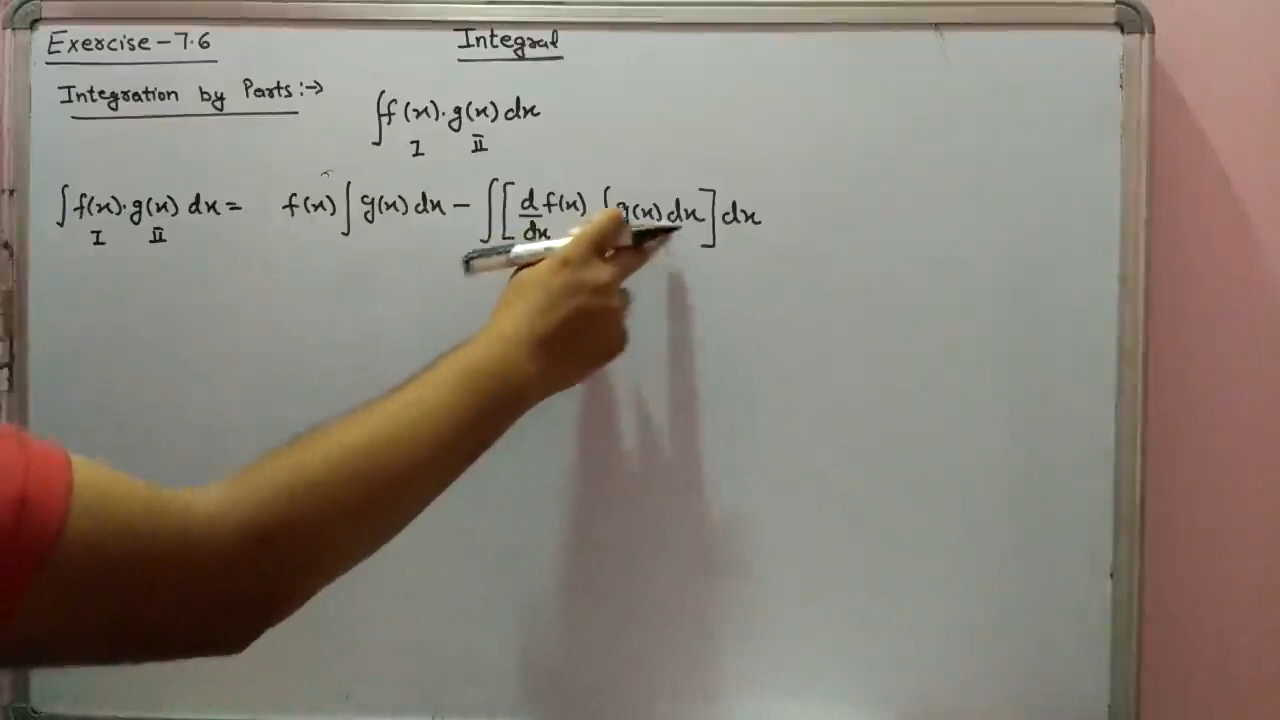 Exercise - 7.6
Integral
Integration by Parts :→
∫f(x)·g(x) dx
I II
∫f(x)·g(x) dx = f(x)∫g(x) dx - ∫[d/dx f(x) ∫g(x) dx] dx
I II